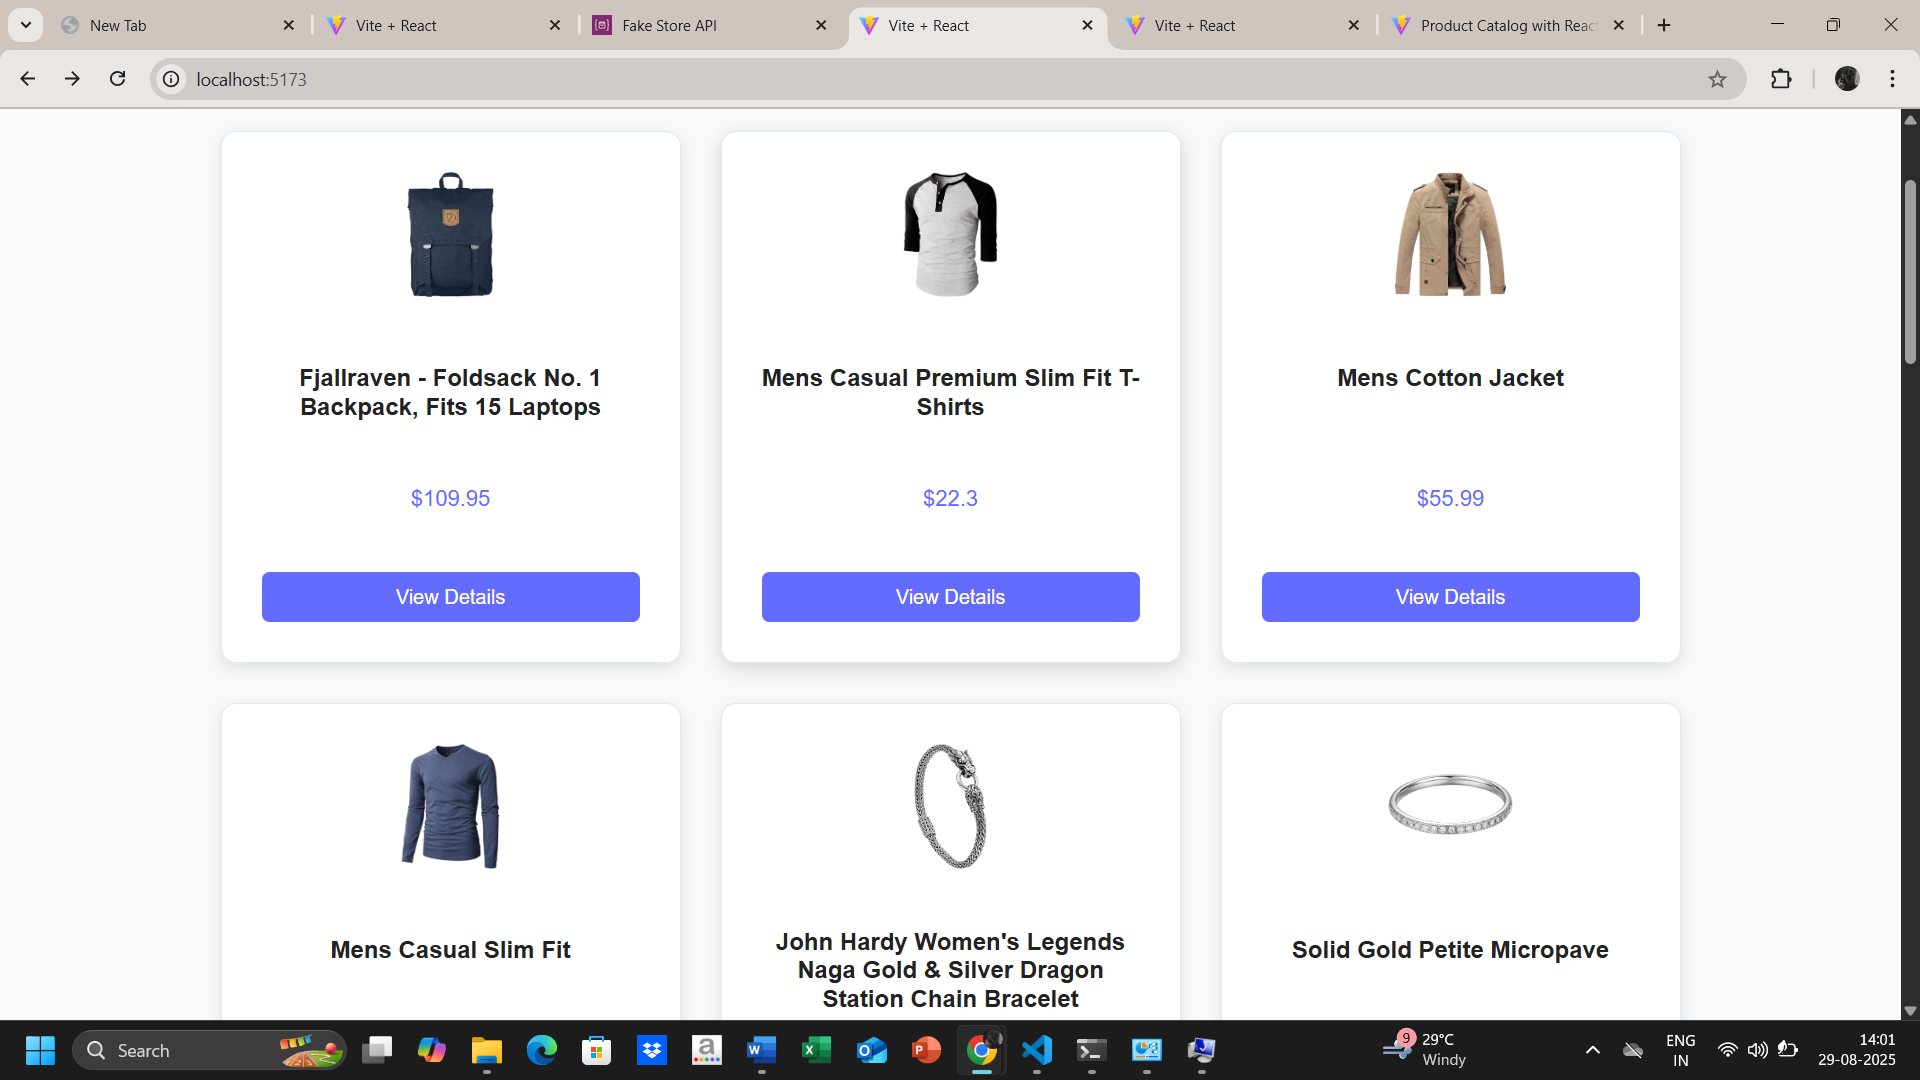 New Tab
Vite + React
Fake Store API
Vite + React
Vite + React
Product Catalog with Reac
localhost:5173
Fjallraven - Foldsack No. 1
Backpack, Fits 15 Laptops
$109.95
View Details
Mens Casual Premium Slim Fit T-
Shirts
$22.3
View Details
Mens Cotton Jacket
$55.99
View Details
Mens Casual Slim Fit
John Hardy Women's Legends
Naga Gold & Silver Dragon
Station Chain Bracelet
Solid Gold Petite Micropave
Search
9
29°C
Windy
ENG
IN
14:01
29-08-2025